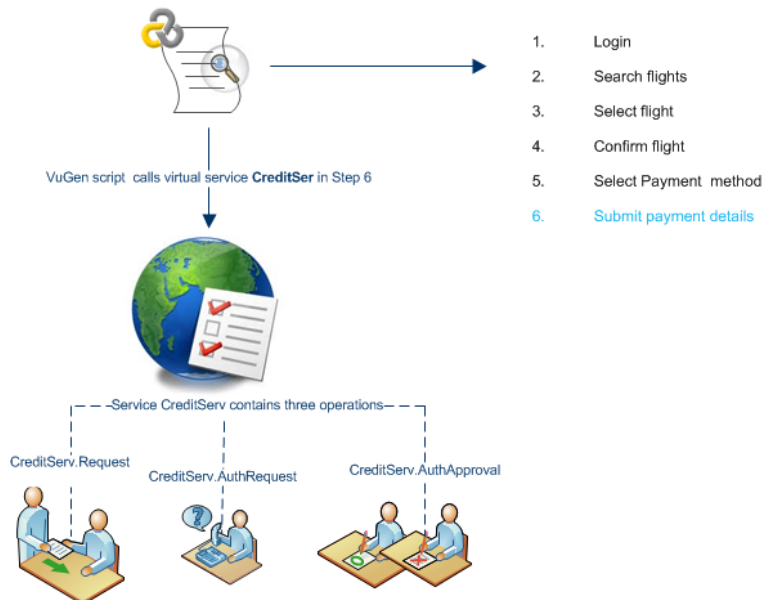 1. Login
2. Search flights
3. Select flight
4. Confirm flight
5. Select Payment method
6. Submit payment details
VuGen script calls virtual service CreditSer in Step 6
Service CreditServ contains three operations
CreditServ.Request
CreditServ.AuthRequest
CreditServ.AuthApproval
?